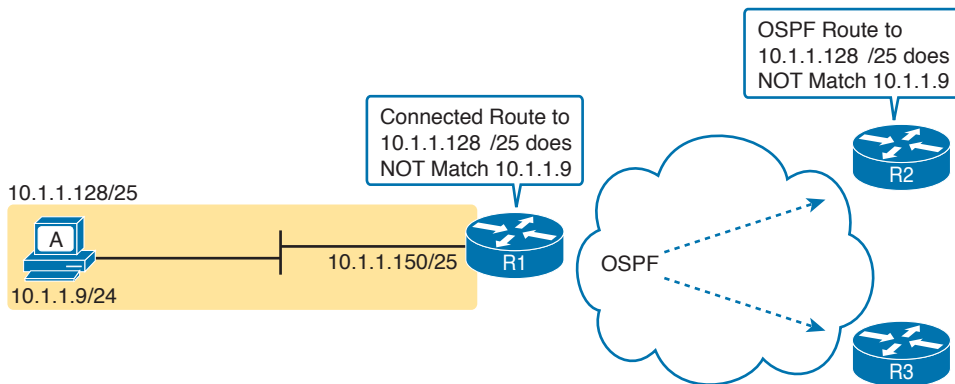 OSPF Route to
10.1.1.128 /25 does
NOT Match 10.1.1.9
Connected Route to
10.1.1.128 /25 does
NOT Match 10.1.1.9
R2
10.1.1.128/25
A
10.1.1.150/25
R1
OSPF
10.1.1.9/24
R3